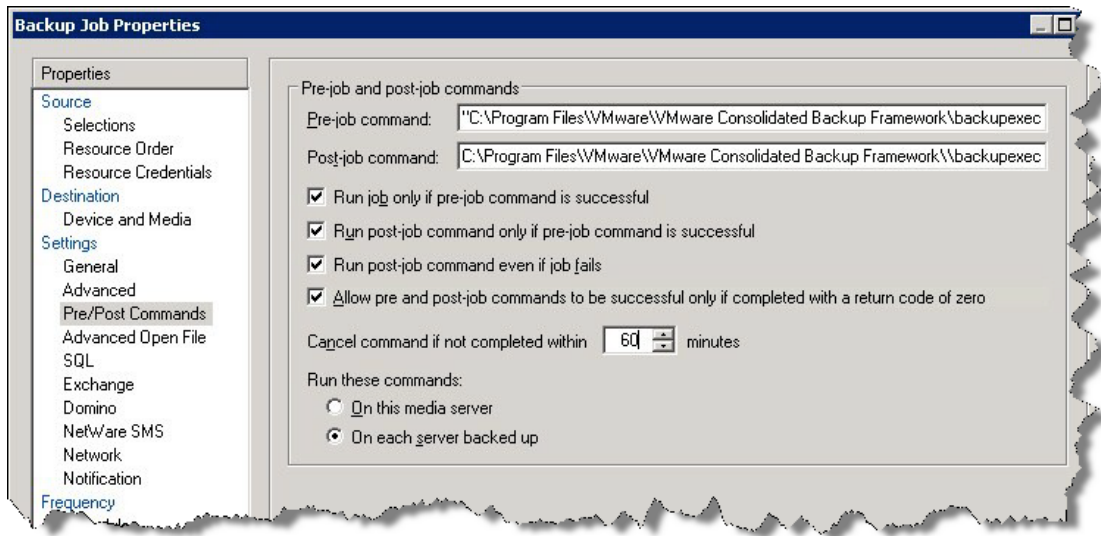 Backup Job Properties
Properties
Source
Selections
Resource Order
Resource Credentials
Destination
Device and Media
Settings
General
Advanced
Pre/Post Commands
Advanced Open File
SQL
Exchange
Domino
NetWare SMS
Network
Notification
Frequency
Pre-job and post-job commands
Pre-job command: "C:\Program Files\VMware\VMware Consolidated Backup Framework\backupexec
Post-job command: C:\Program Files\VMware\VMware Consolidated Backup Framework\\backupexec
Run job only if pre-job command is successful
Run post-job command only if pre-job command is successful
Run post-job command even if job fails
Allow pre and post-job commands to be successful only if completed with a return code of zero
Cancel command if not completed within 60 minutes
Run these commands:
On this media server
On each server backed up